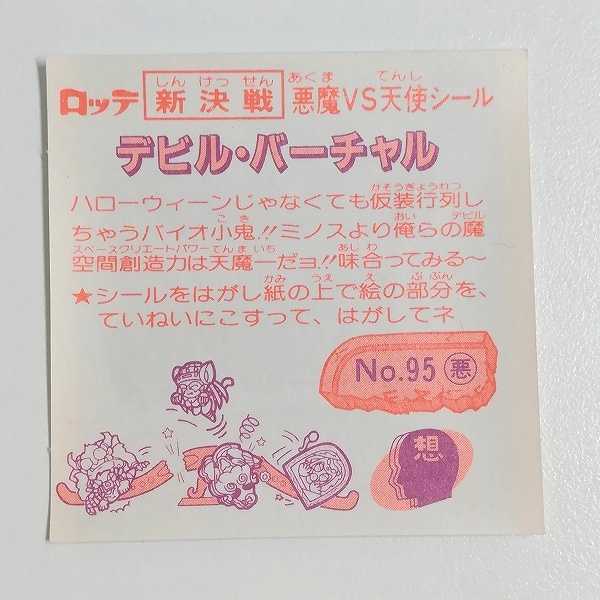 ロッテ 新決戦 悪魔VS天使シール
しん けっ せん あくま てんし
デビル・バーチャル
ハローウィーンじゃなくても仮装行列し
かそうぎょうれつ
ちゃうバイオ小鬼!!ミノスより俺らの魔
こき おい デビル
空間創造力は天魔一だョ!!味合ってみる〜
スペースクリエートパワー てんま いち あじ わ
★シールをはがし紙の上で絵の部分を、
かみ うえ え ぶぶん
ていねいにこすって、はがしてネ
No.95 悪
想